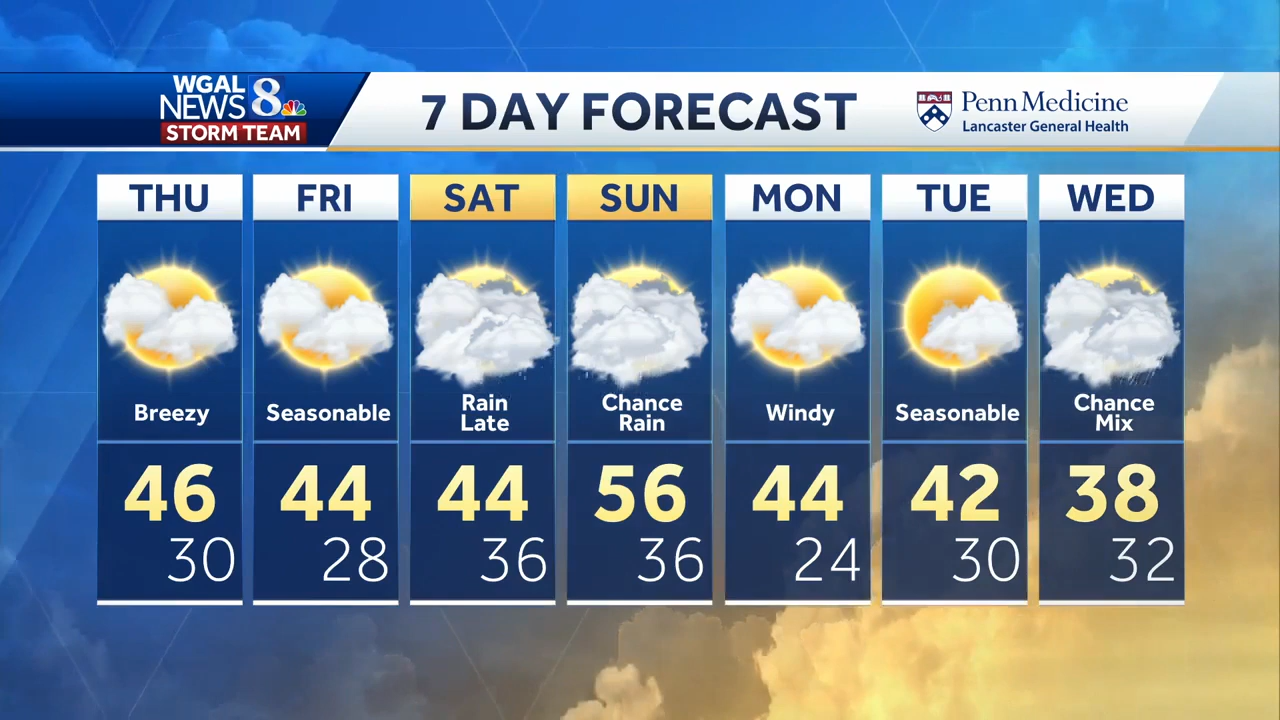 WGAL
NEWS 8
STORM TEAM
7 DAY FORECAST
Penn Medicine
Lancaster General Health
THU FRI SAT SUN MON TUE WED
Breezy
Seasonable
Rain
Late
Chance
Rain
Windy
Seasonable
Chance
Mix
46 44 44 56 44 42 38
30 28 36 36 24 30 32